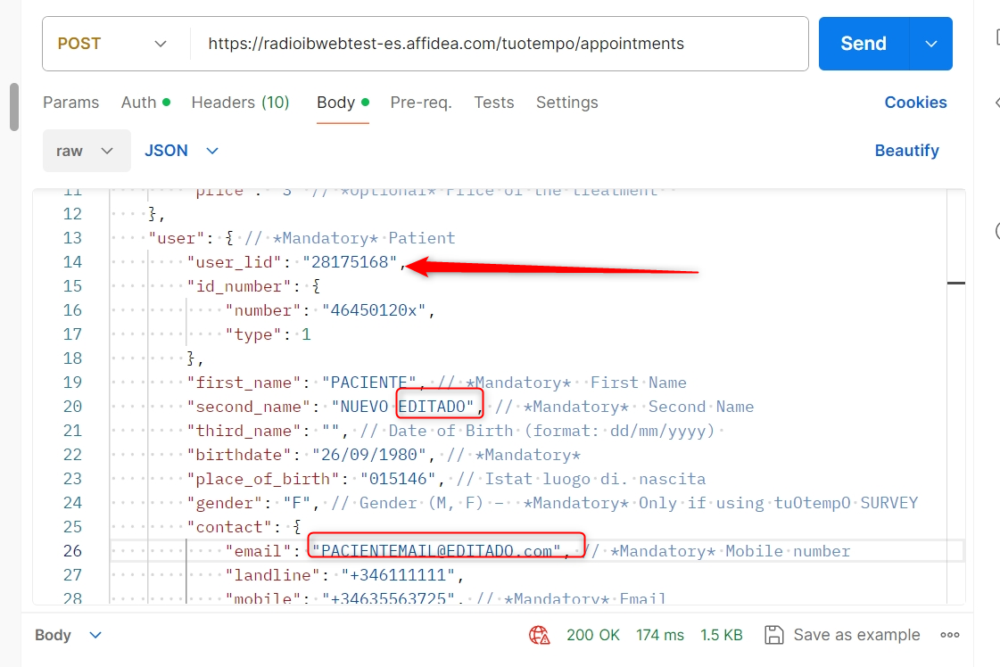 POST https://radioibwebtest-es.affidea.com/tuotempo/appointments Send
Params Auth Headers (10) Body Pre-req. Tests Settings Cookies
raw JSON Beautify
11 "price": "3" // *Optional* Price of the treatment
12 },
13 "user": { // *Mandatory* Patient
14 "user_lid": "28175168",
15 "id_number": {
16 "number": "46450120x",
17 "type": 1
18 },
19 "first_name": "PACIENTE", // *Mandatory* First Name
20 "second_name": "NUEVO EDITADO", // *Mandatory* Second Name
21 "third_name": "", // Date of Birth (format: dd/mm/yyyy)
22 "birthdate": "26/09/1980", // *Mandatory*
23 "place_of_birth": "015146", // Istat luogo di. nascita
24 "gender": "F", // Gender (M, F) – *Mandatory* Only if using tuOtempO SURVEY
25 "contact": {
26 "email": "PACIENTEMAIL@EDITADO.com", // *Mandatory* Mobile number
27 "landline": "+346111111",
28 "mobile": "+34635563725", // *Mandatory* Email
Body 200 OK 174 ms 1.5 KB Save as example